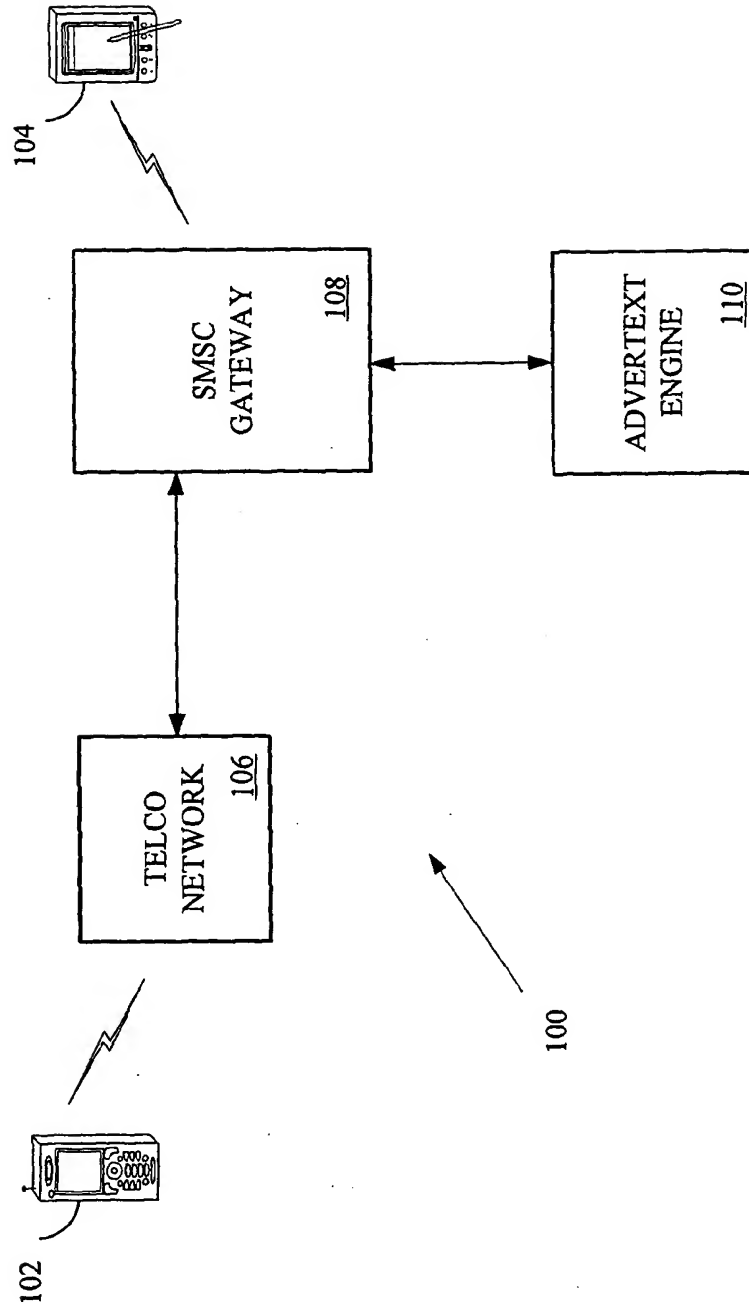 102
104
TELCO
NETWORK
106
SMSC
GATEWAY
108
ADVERTEXT
ENGINE
110
100